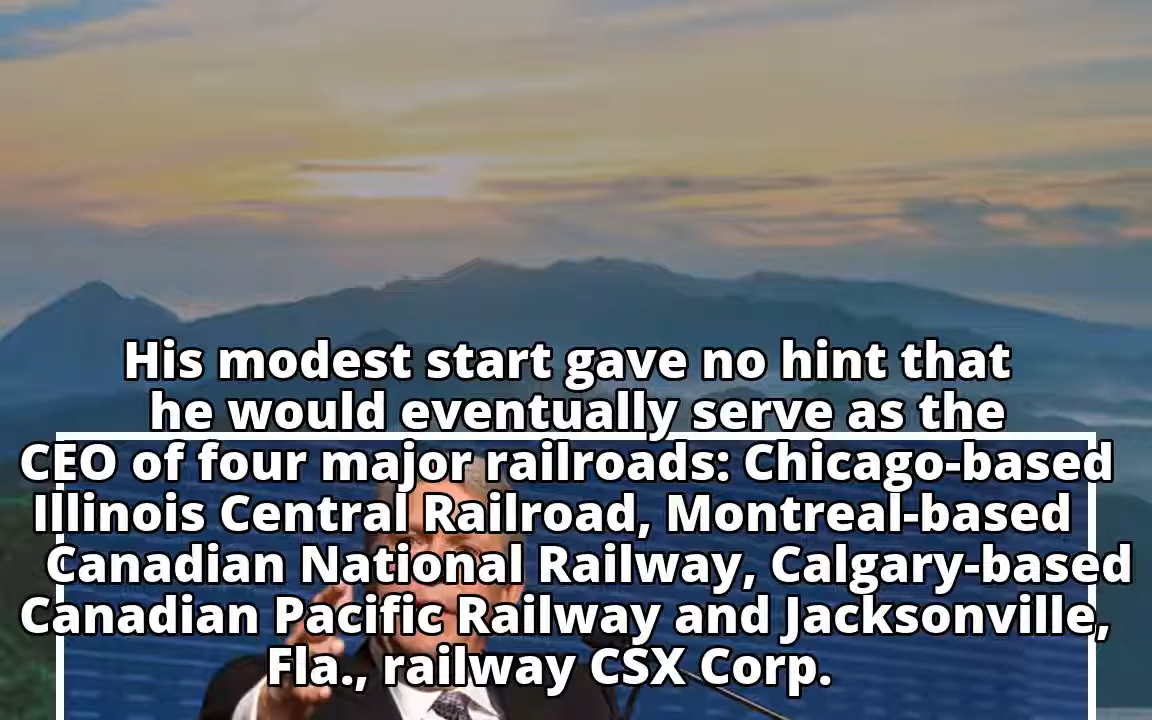 His modest start gave no hint that
he would eventually serve as the
CEO of four major railroads: Chicago-based
Illinois Central Railroad, Montreal-based
Canadian National Railway, Calgary-based
Canadian Pacific Railway and Jacksonville,
Fla., railway CSX Corp.